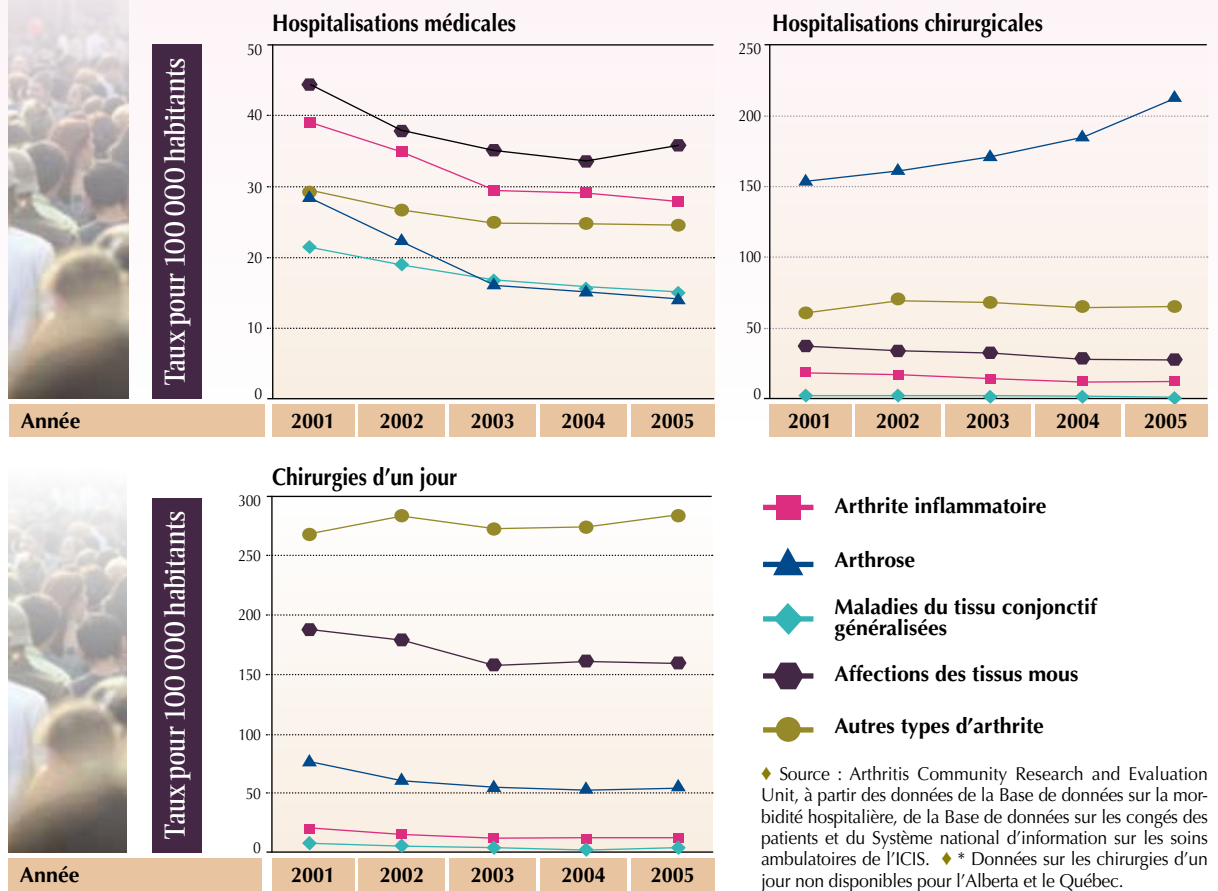 Hospitalisations médicales
Taux pour 100 000 habitants
50
40
30
20
10
0
Année 2001 2002 2003 2004 2005
Hospitalisations chirurgicales
250
200
150
100
50
0
2001 2002 2003 2004 2005
Chirurgies d'un jour
Taux pour 100 000 habitants
300
250
200
150
100
50
0
Année 2001 2002 2003 2004 2005
Arthrite inflammatoire
Arthrose
Maladies du tissu conjonctif
généralisées
Affections des tissus mous
Autres types d'arthrite
♦ Source : Arthritis Community Research and Evaluation
Unit, à partir des données de la Base de données sur la mor-
bidité hospitalière, de la Base de données sur les congés des
patients et du Système national d'information sur les soins
ambulatoires de l'ICIS. ♦ * Données sur les chirurgies d'un
jour non disponibles pour l'Alberta et le Québec.